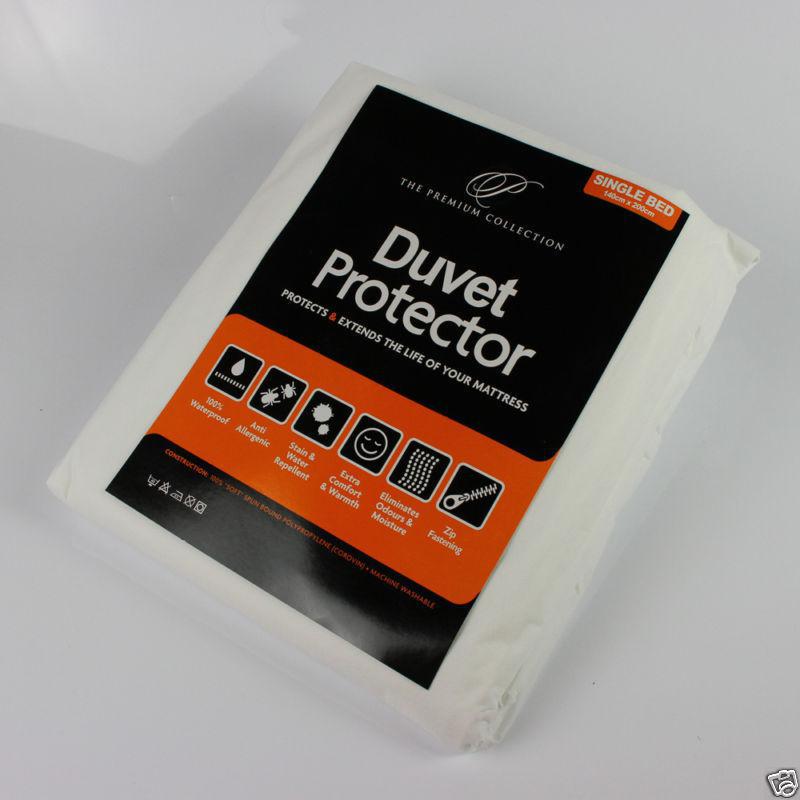 THE PREMIUM COLLECTION
SINGLE BED
140cm x 200cm
Duvet
Protector
PROTECTS & EXTENDS THE LIFE OF YOUR MATTRESS
100%
Waterproof
Anti
Allergenic
Stain &
Water
Repellent
Extra
Comfort
& Warmth
Eliminates
Odours &
Moisture
Zip
Fastening
CONSTRUCTION: 100% "SOFT" SPUN BOUND POLYPROPYLENE (COROVIN) • MACHINE WASHABLE